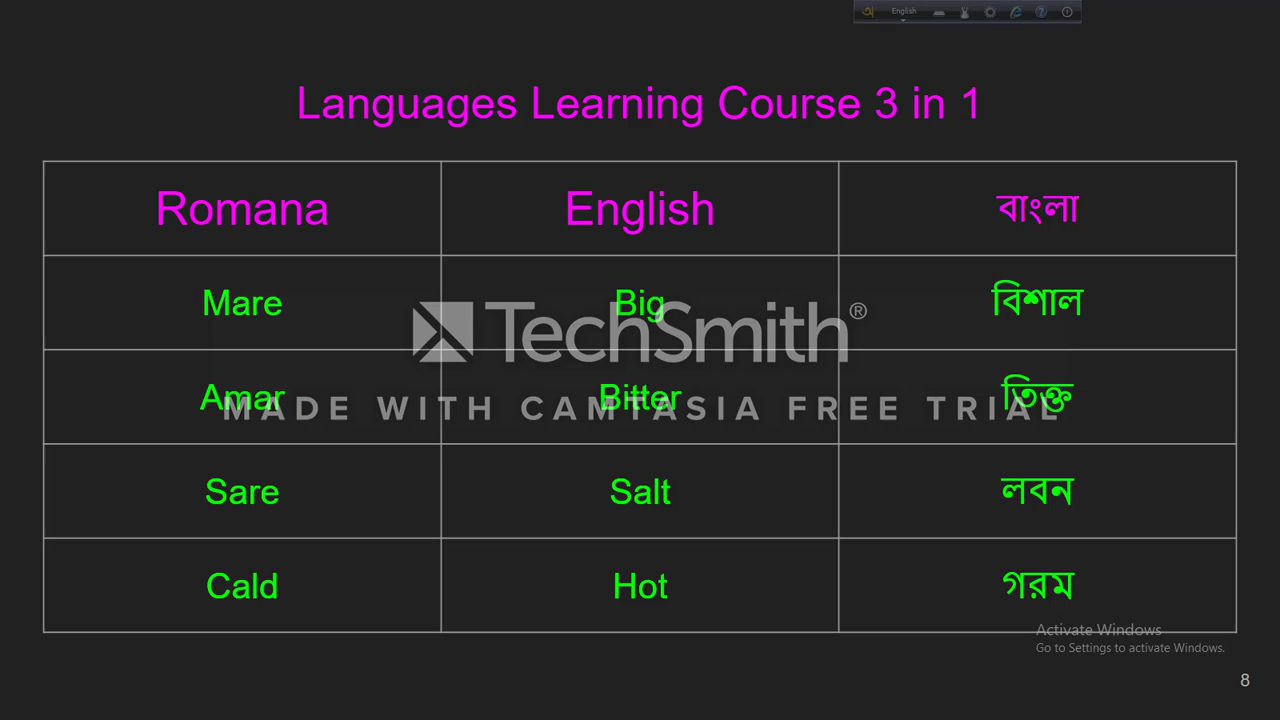 English
Languages Learning Course 3 in 1
Romana English বাংলা
Mare Big বিশাল
TechSmith®
Amar Bitter তিক্ত
MADE WITH CAMTASIA FREE TRIAL
Sare Salt লবন
Cald Hot গরম
Activate Windows
Go to Settings to activate Windows.
8